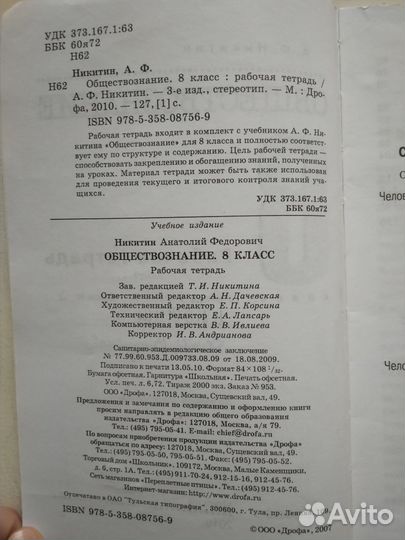 УДК 373.167.1:63
ББК 60я72
Н62
Никитин, А. Ф.
Н62 Обществознание. 8 класс : рабочая тетрадь /
А. Ф. Никитин. — 3-е изд., стереотип. — М. : Дро-
фа, 2010. — 127, [1] с.
ISBN 978-5-358-08756-9
Рабочая тетрадь входит в комплект с учебником А. Ф. Ни-
китина «Обществознание» для 8 класса и полностью соответству-
ет ему по структуре и содержанию. Цель рабочей тетради —
способствовать закреплению и обогащению знаний, полученных
на уроках. Материал тетради может быть также использован
для проведения текущего и итогового контроля знаний уча-
щихся.
УДК 373.167.1:63
ББК 60я72
Учебное издание
Никитин Анатолий Федорович
ОБЩЕСТВОЗНАНИЕ. 8 КЛАСС
Рабочая тетрадь
Зав. редакцией Т. И. Никитина
Ответственный редактор А. Н. Дачевская
Художественный редактор Е. П. Корсина
Технический редактор Е. А. Лапсарь
Компьютерная верстка В. В. Ивлиева
Корректор И. В. Андрианова
Санитарно-эпидемиологическое заключение
№ 77.99.60.953.Д.009733.08.09 от 18.08.2009.
Подписано к печати 13.05.10. Формат 84 × 108 1/32.
Бумага офсетная. Гарнитура «Школьная». Печать офсетная.
Усл. печ. л. 6,72. Тираж 2000 экз. Заказ № 953.
ООО «Дрофа». 127018, Москва, Сущевский вал, 49.
Предложения и замечания по содержанию и оформлению книги
просим направлять в редакцию общего образования
издательства «Дрофа»: 127018, Москва, а/я 79.
Тел.: (495) 795-05-41. E-mail: chief@drofa.ru
По вопросам приобретения продукции издательства «Дрофа»
обращаться по адресу: 127018, Москва, Сущевский вал, 49.
Тел.: (495) 795-05-50, 795-05-51. Факс: (495) 795-05-52.
Торговый дом «Школьник». 109172, Москва, Малые Каменщики,
д. 6, стр. 1А. Тел.: (495) 911-70-24, 912-15-16, 912-45-76.
Сеть магазинов «Переплетные птицы». Тел.: (495) 912-45-76.
Интернет-магазин: http://www.drofa.ru
Отпечатано в ОАО "Тульская типография". 300600, г. Тула, пр. Ленина,
ISBN 978-5-358-08756-9
© ООО «Дрофа», 2007
Чело
Чело
Avito